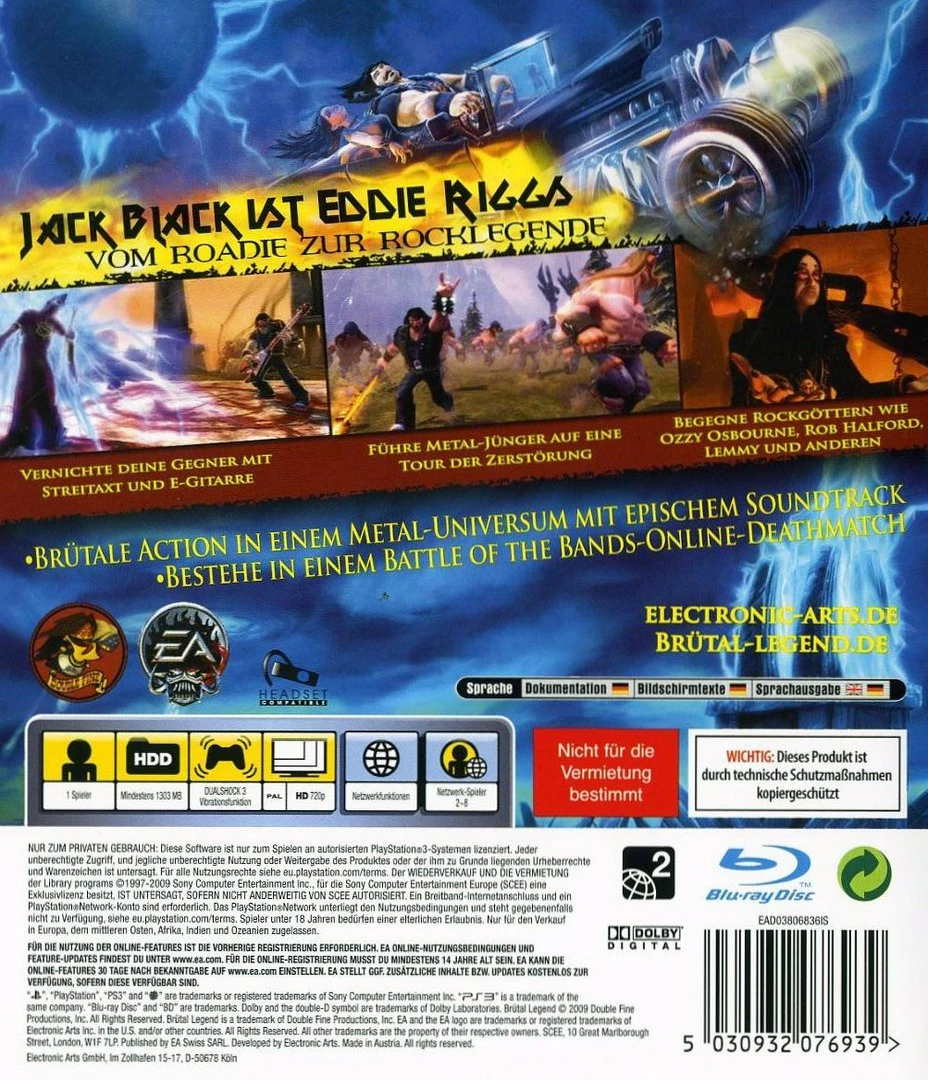 JACK BLACK IST EDDIE RIGGS
VOM ROADIE ZUR ROCKLEGENDE
VERNICHTE DEINE GEGNER MIT
STREITAXT UND E-GITARRE
FÜHRE METAL-JÜNGER AUF EINE
TOUR DER ZERSTÖRUNG
BEGEGNE ROCKGÖTTERN WIE
OZZY OSBOURNE, ROB HALFORD,
LEMMY UND ANDEREN
•BRÜTALE ACTION IN EINEM METAL-UNIVERSUM MIT EPISCHEM SOUNDTRACK
•BESTEHE IN EINEM BATTLE OF THE BANDS-ONLINE-DEATHMATCH
DOUBLE FINE
EA
HEADSET
COMPATIBLE
ELECTRONIC-ARTS.DE
BRÜTAL-LEGEND.DE
Sprache Dokumentation Bildschirmtexte Sprachausgabe
HDD
1 Spieler
Mindestens 1303 MB
DUALSHOCK 3
Vibrationsfunktion
PAL HD 720p
Netzwerkfunktionen
Netzwerk-Spieler
2-8
Nicht für die
Vermietung
bestimmt
WICHTIG: Dieses Produkt ist
durch technische Schutzmaßnahmen
kopiergeschützt
NUR ZUM PRIVATEN GEBRAUCH: Diese Software ist nur zum Spielen an autorisierten PlayStation®3-Systemen lizenziert. Jeder
unberechtigte Zugriff, und jegliche unberechtigte Nutzung oder Weitergabe des Produktes oder der ihm zu Grunde liegenden Urheberrechte
und Warenzeichen ist untersagt. Für alle Nutzungsrechte siehe eu.playstation.com/terms. Der WIEDERVERKAUF UND DIE VERMIETUNG
der Library programs ©1997-2009 Sony Computer Entertainment Inc., für die Sony Computer Entertainment Europe (SCEE) eine
Exklusivlizenz besitzt, IST UNTERSAGT, SOFERN NICHT ANDERWEITIG VON SCEE AUTORISIERT. Ein Breitband-Internetanschluss und ein
PlayStation®Network-Konto sind erforderlich. Das PlayStation®Network unterliegt den Nutzungsbedingungen und steht gegebenenfalls
nicht zu Verfügung, siehe eu.playstation.com/terms. Spieler unter 18 Jahren bedürfen einer elterlichen Erlaubnis. Nur für den Verkauf
in Europa, dem mittleren Osten, Afrika, Indien und Ozeanien zugelassen.
FÜR DIE NUTZUNG DER ONLINE-FEATURES IST DIE VORHERIGE REGISTRIERUNG ERFORDERLICH. EA ONLINE-NUTZUNGSBEDINGUNGEN UND
FEATURE-UPDATES FINDEST DU UNTER www.ea.com. FÜR DIE ONLINE-REGISTRIERUNG MUSST DU MINDESTENS 14 JAHRE ALT SEIN. EA KANN DIE
ONLINE-FEATURES 30 TAGE NACH BEKANNTGABE AUF www.ea.com EINSTELLEN. EA STELLT GGF. ZUSÄTZLICHE INHALTE BZW. UPDATES KOSTENLOS ZUR
VERFÜGUNG, SOFERN DIESE VERFÜGBAR SIND.
"", "PlayStation", "PS3" and "" are trademarks or registered trademarks of Sony Computer Entertainment Inc. "PS3" is a trademark of the
same company. "Blu-ray Disc" and "BD" are trademarks. Dolby and the double-D symbol are trademarks of Dolby Laboratories. Brütal Legend © 2009 Double Fine
Productions, Inc. All Rights Reserved. Brütal Legend is a trademark of Double Fine Productions, Inc. EA and the EA logo are trademarks or registered trademarks of
Electronic Arts Inc. in the U.S. and/or other countries. All Rights Reserved. All other trademarks are the property of their respective owners. SCEE, 10 Great Marlborough
Street, London, W1F 7LP. Published by EA Swiss SARL. Developed by Electronic Arts. Made in Austria. All rights reserved.
Electronic Arts GmbH, Im Zollhafen 15-17, D-50678 Köln
2
Blu-ray Disc™
DOLBY
DIGITAL
EAD03806836IS
5 030932 076939 >